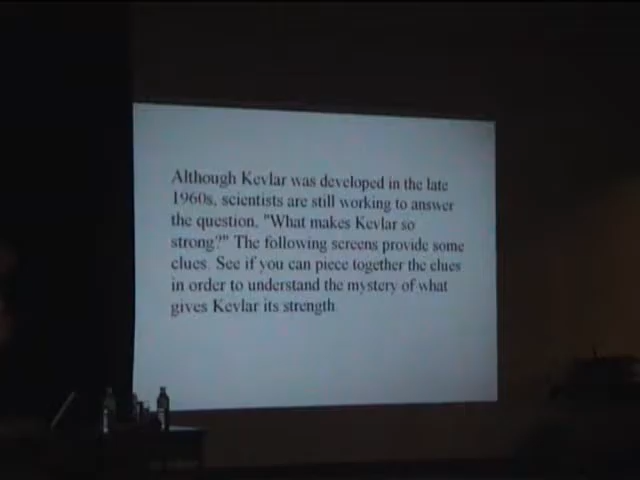 Although Kevlar was developed in the late
1960s, scientists are still working to answer
the question, "What makes Kevlar so
strong?" The following screens provide some
clues. See if you can piece together the clues
in order to understand the mystery of what
gives Kevlar its strength.